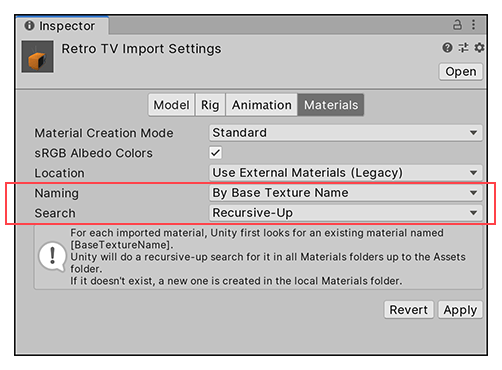 Inspector
Retro TV Import Settings
Open
Model Rig Animation Materials
Material Creation Mode Standard
sRGB Albedo Colors
Location Use External Materials (Legacy)
Naming By Base Texture Name
Search Recursive-Up
For each imported material, Unity first looks for an existing material named
[BaseTextureName].
Unity will do a recursive-up search for it in all Materials folders up to the Assets
folder.
If it doesn't exist, a new one is created in the local Materials folder.
Revert Apply